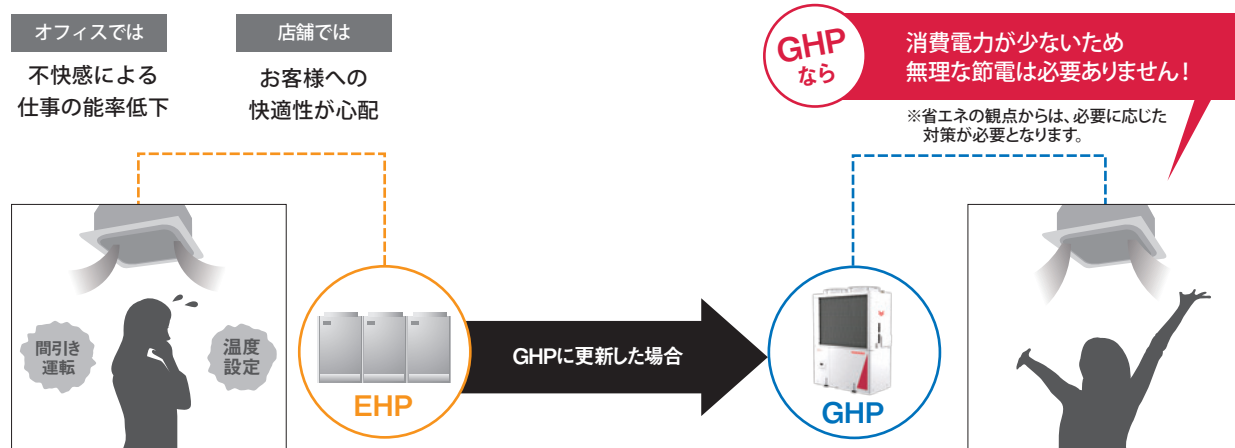 オフィスでは
不快感による
仕事の能率低下
店舗では
お客様への
快適性が心配
GHP
なら
消費電力が少ないため
無理な節電は必要ありません!
※省エネの観点からは、必要に応じた
対策が必要となります。
間引き
運転
温度
設定
EHP
GHPに更新した場合
GHP